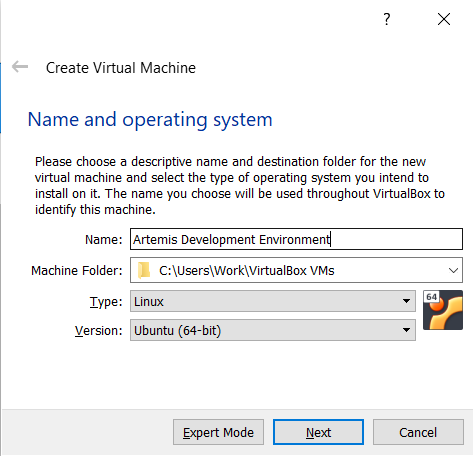 ?
Create Virtual Machine
Name and operating system
Please choose a descriptive name and destination folder for the new
virtual machine and select the type of operating system you intend to
install on it. The name you choose will be used throughout VirtualBox to
identify this machine.
Name: Artemis Development Environment
Machine Folder: C:\Users\Work\VirtualBox VMs
Type: Linux
64
Version: Ubuntu (64-bit)
Expert Mode Next Cancel